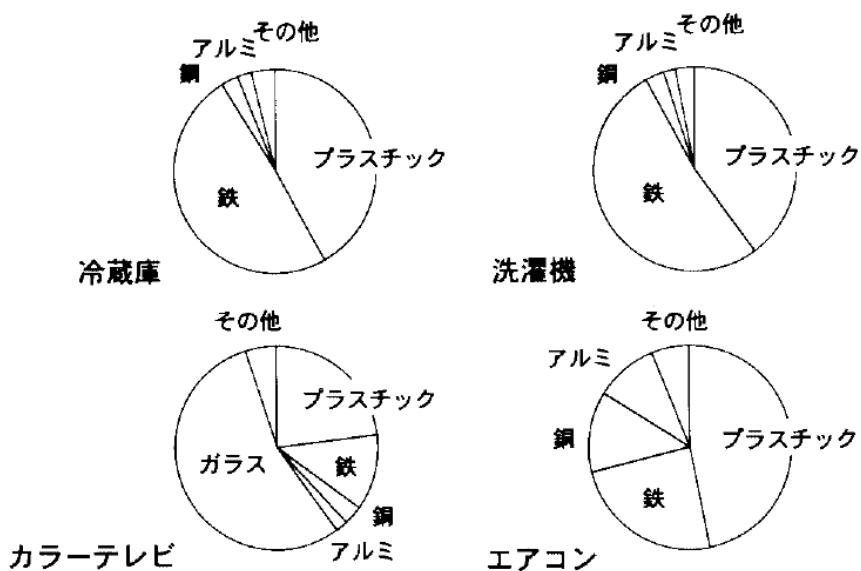 その他
アルミ
銅
プラスチック
鉄
冷蔵庫
その他
アルミ
銅
プラスチック
鉄
洗濯機
その他
プラスチック
ガラス
鉄
銅
アルミ
カラーテレビ
その他
アルミ
銅
プラスチック
鉄
エアコン